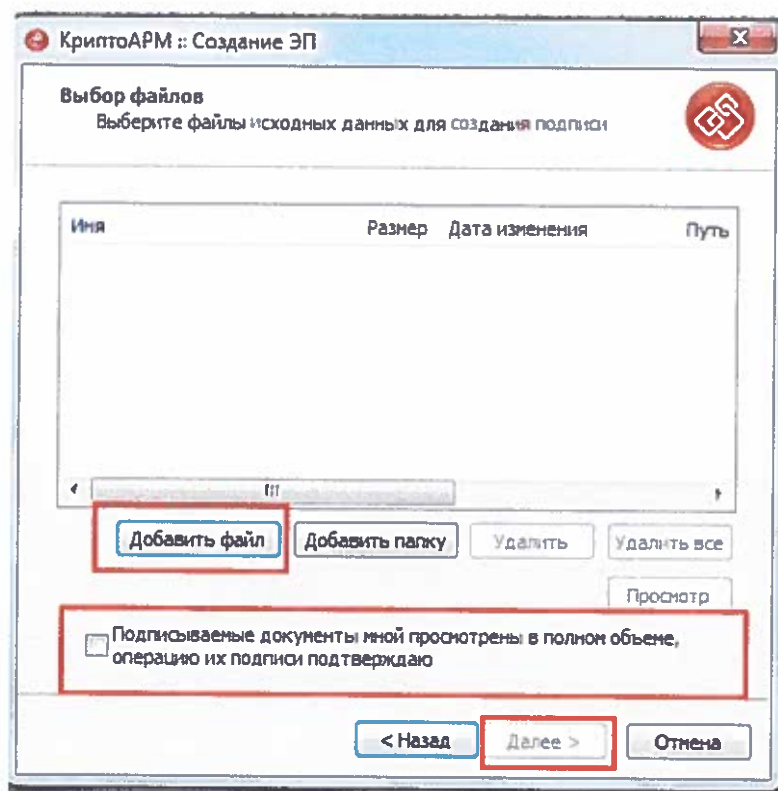 КриптоАРМ :: Создание ЭП
Выбор файлов
Выберите файлы исходных данных для создания подписи
Имя Размер Дата изменения Путь
Добавить файл Добавить папку Удалить Удалить все
Просмотр
Подписываемые документы мной просмотрены в полном объеме,
операцию их подписи подтверждаю
< Назад Далее > Отмена